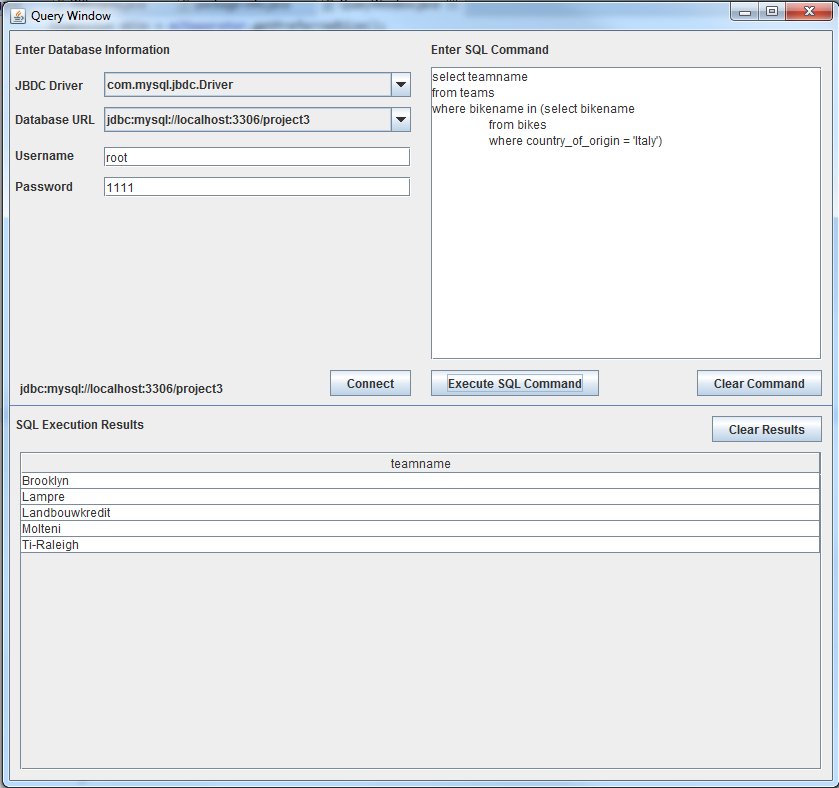 Query Window
Enter Database Information
JBDC Driver
com.mysql.jbdc.Driver
Database URL
jdbc:mysql://localhost:3306/project3
Username
root
Password
1111
jdbc:mysql://localhost:3306/project3
Connect
Enter SQL Command
select teamname
from teams
where bikename in (select bikename
from bikes
where country_of_origin = 'Italy')
Execute SQL Command
Clear Command
SQL Execution Results
Clear Results
teamname
Brooklyn
Lampre
Landbouwkredit
Molteni
Ti-Raleigh